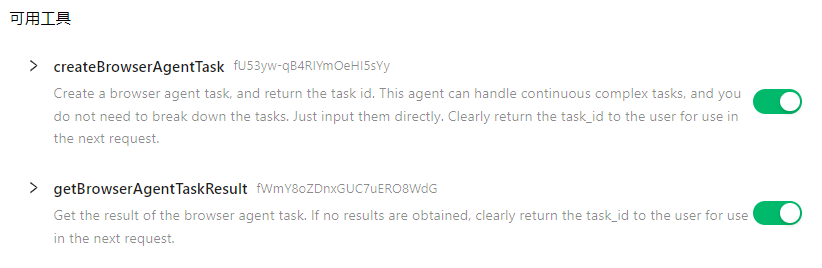 可用工具
createBrowserAgentTask fU53yw-qB4RlYmOeHI5sYy
Create a browser agent task, and return the task id. This agent can handle continuous complex tasks, and you
do not need to break down the tasks. Just input them directly. Clearly return the task_id to the user for use in
the next request.
getBrowserAgentTaskResult fWmY8oZDnxGUC7uERO8WdG
Get the result of the browser agent task. If no results are obtained, clearly return the task_id to the user for use
in the next request.